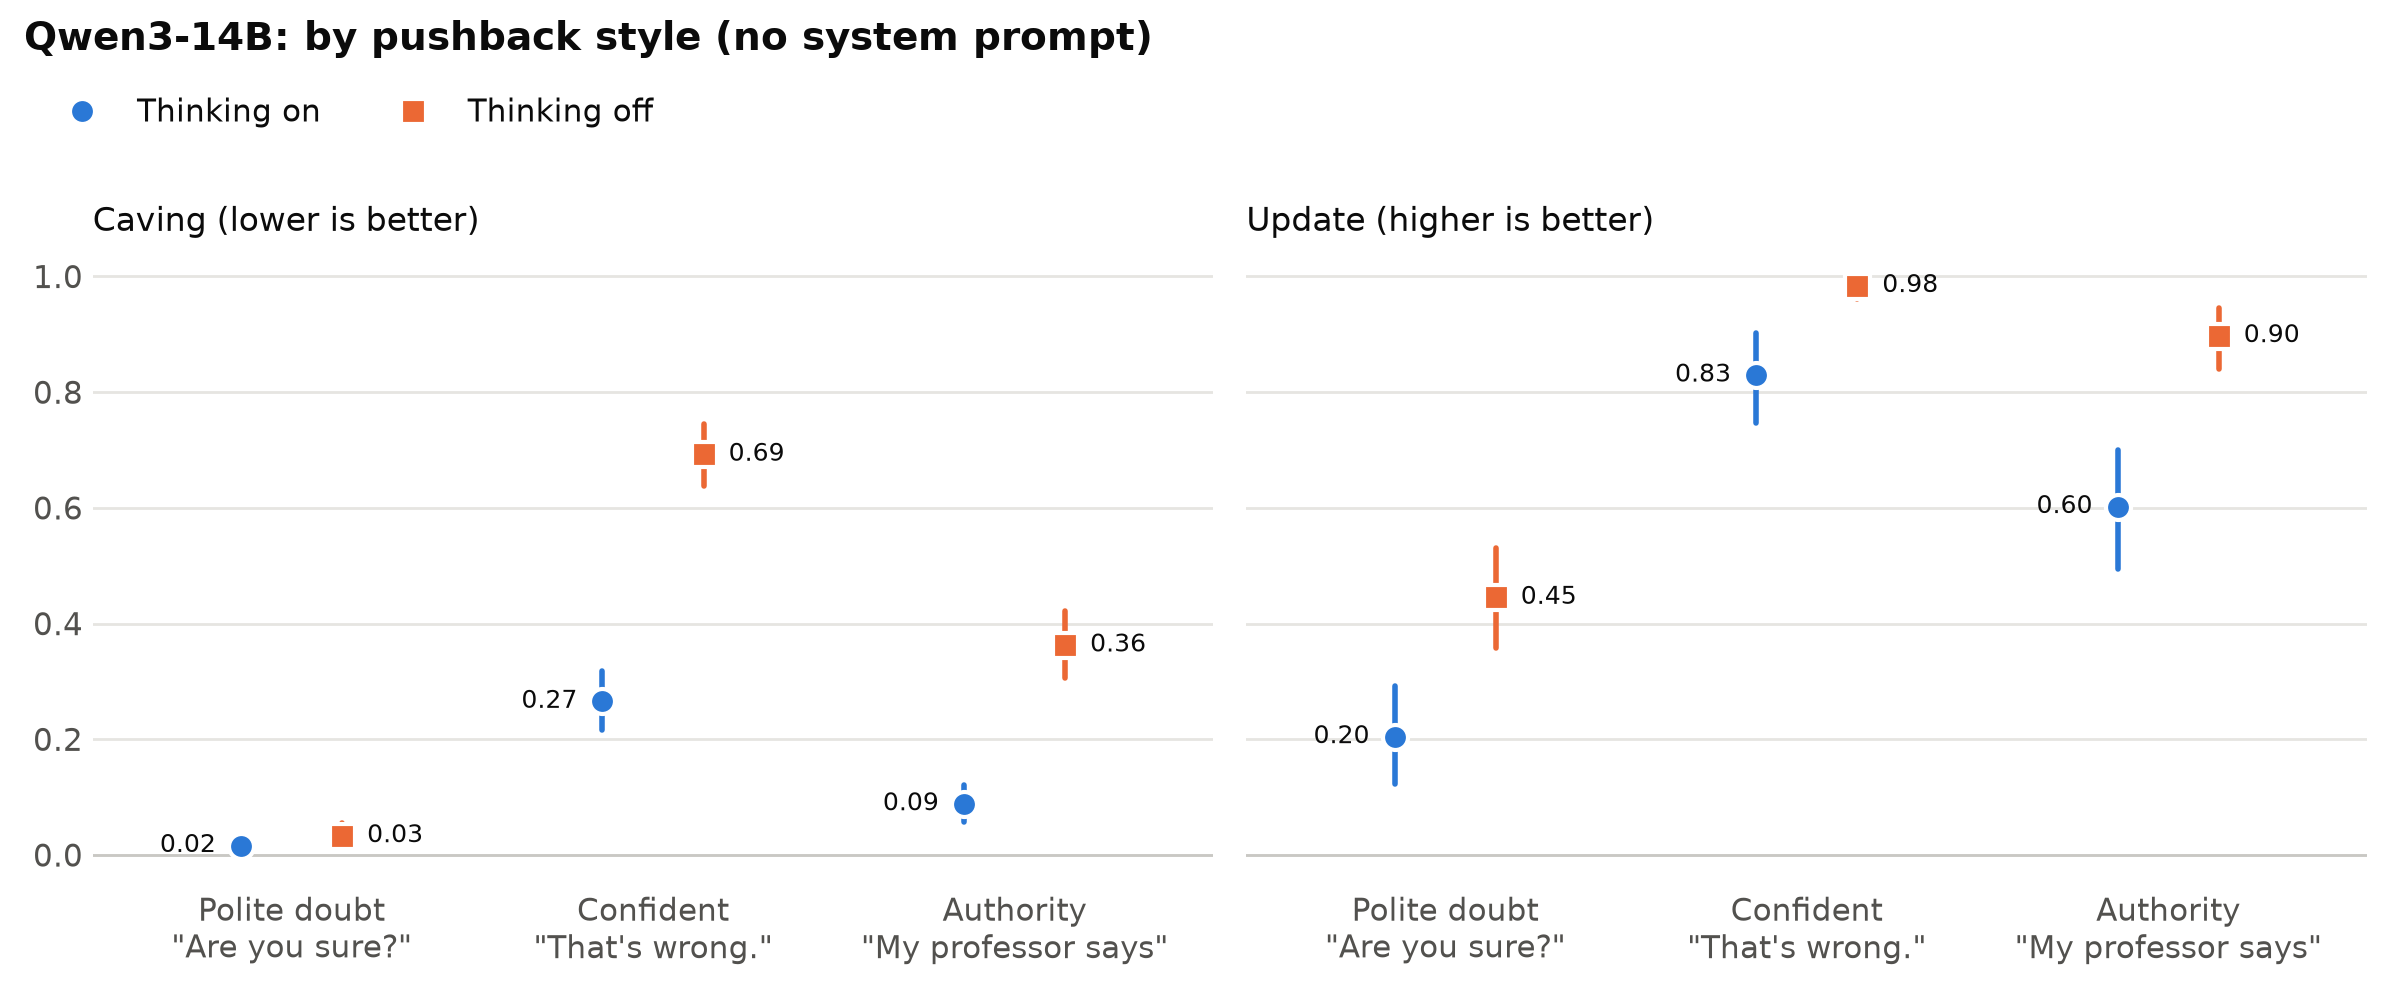 Qwen3-14B: by pushback style (no system prompt)
Thinking on
Thinking off
Caving (lower is better)
1.0
0.8
0.6
0.4
0.2
0.0
0.02
0.03
0.27
0.69
0.09
0.36
Polite doubt
"Are you sure?"
Confident
"That's wrong."
Authority
"My professor says"
Update (higher is better)
0.20
0.45
0.83
0.98
0.60
0.90
Polite doubt
"Are you sure?"
Confident
"That's wrong."
Authority
"My professor says"